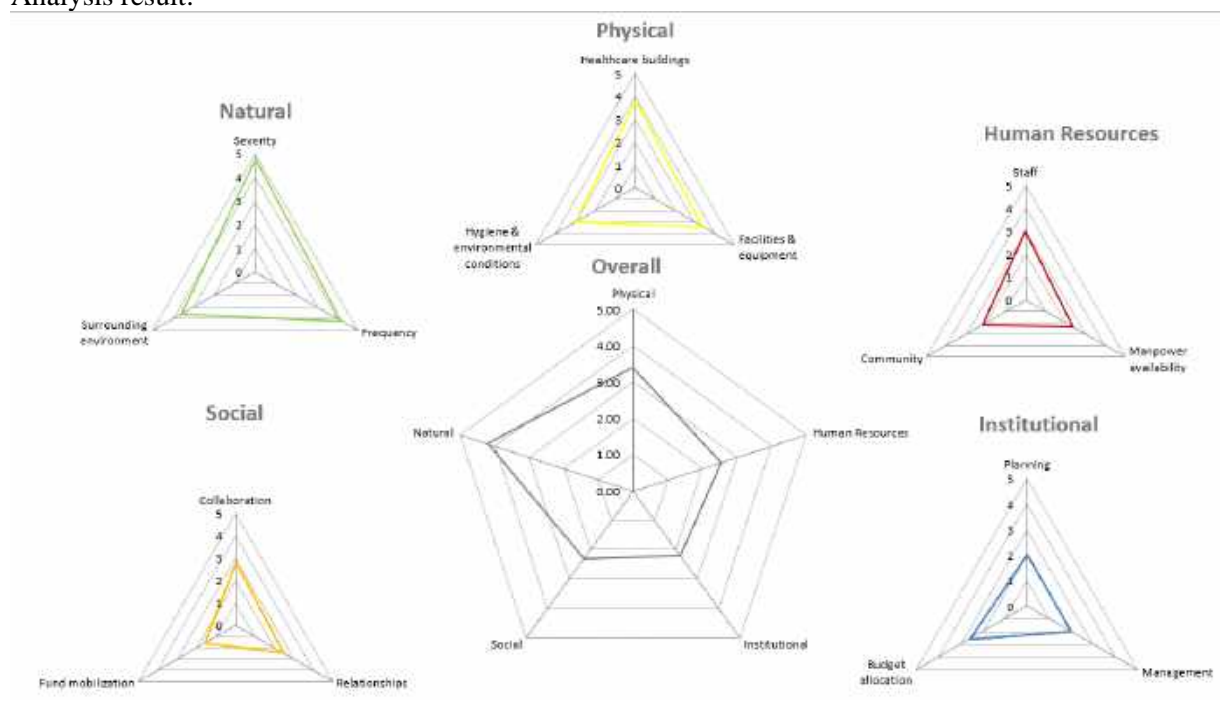 Analysis result:
Physical
Healthcare buildings
5
4
3
2
1
0
Hygiene &
environmental
conditions
Facilities &
equipment
Natural
Severity
5
4
3
2
1
0
Surrounding
environment
Frequency
Human Resources
Staff
5
4
3
2
1
0
Community
Manpower
availability
Overall
Physical
5.00
4.00
3.00
2.00
1.00
0.00
Natural
Human Resources
Social
Institutional
Social
Collaboration
5
4
3
2
1
0
Fund mobilization
Relationships
Institutional
Planning
5
4
3
2
1
0
Budget
allocation
Management